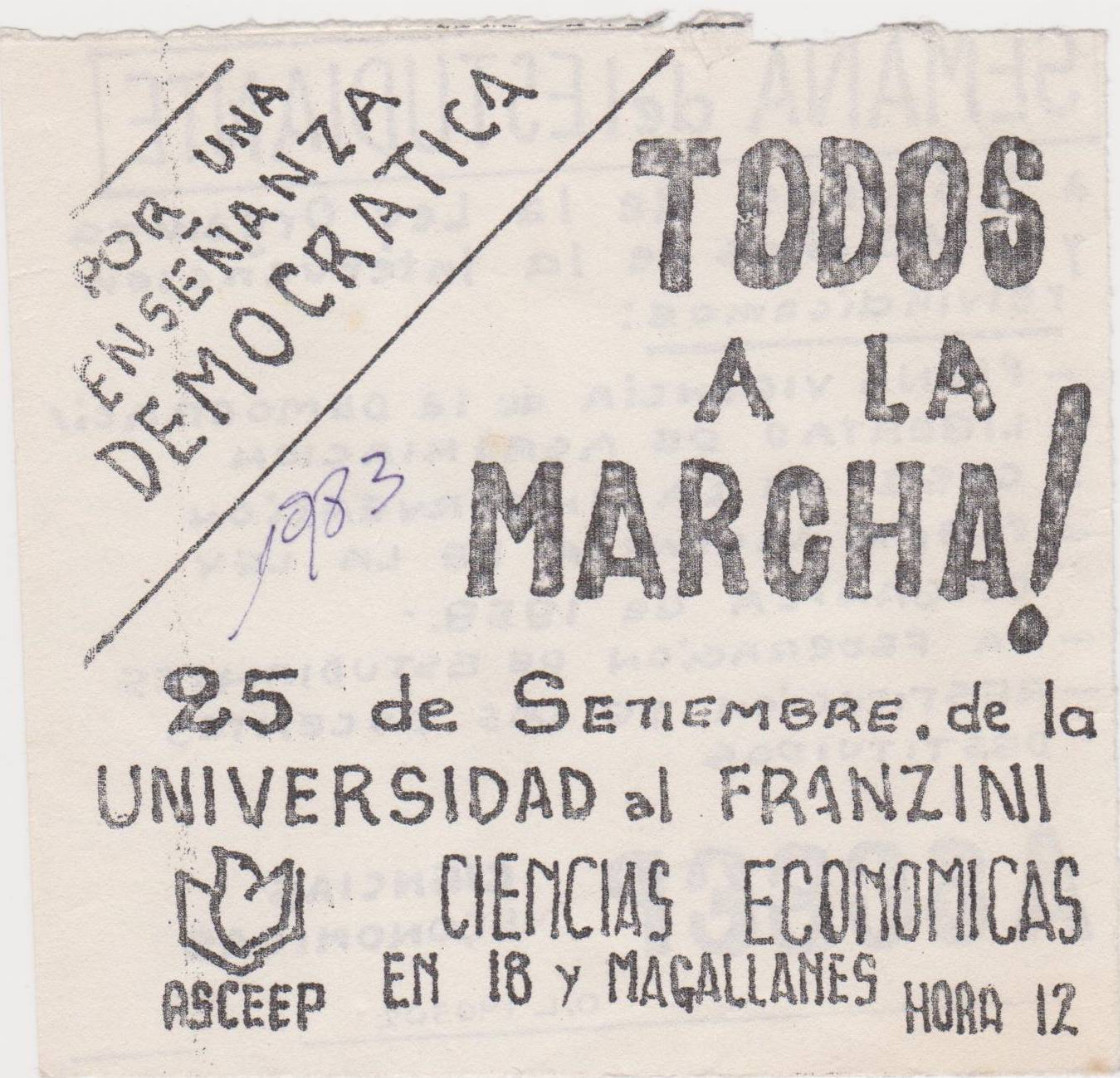 POR UNA
ENSEÑANZA
DEMOCRATICA
TODOS
A LA
MARCHA!
1983
25 de SETIEMBRE. de la
UNIVERSIDAD al FRANZINI
CIENCIAS ECONOMICAS
EN 18 y MAGALLANES
HORA 12
ASCEEP